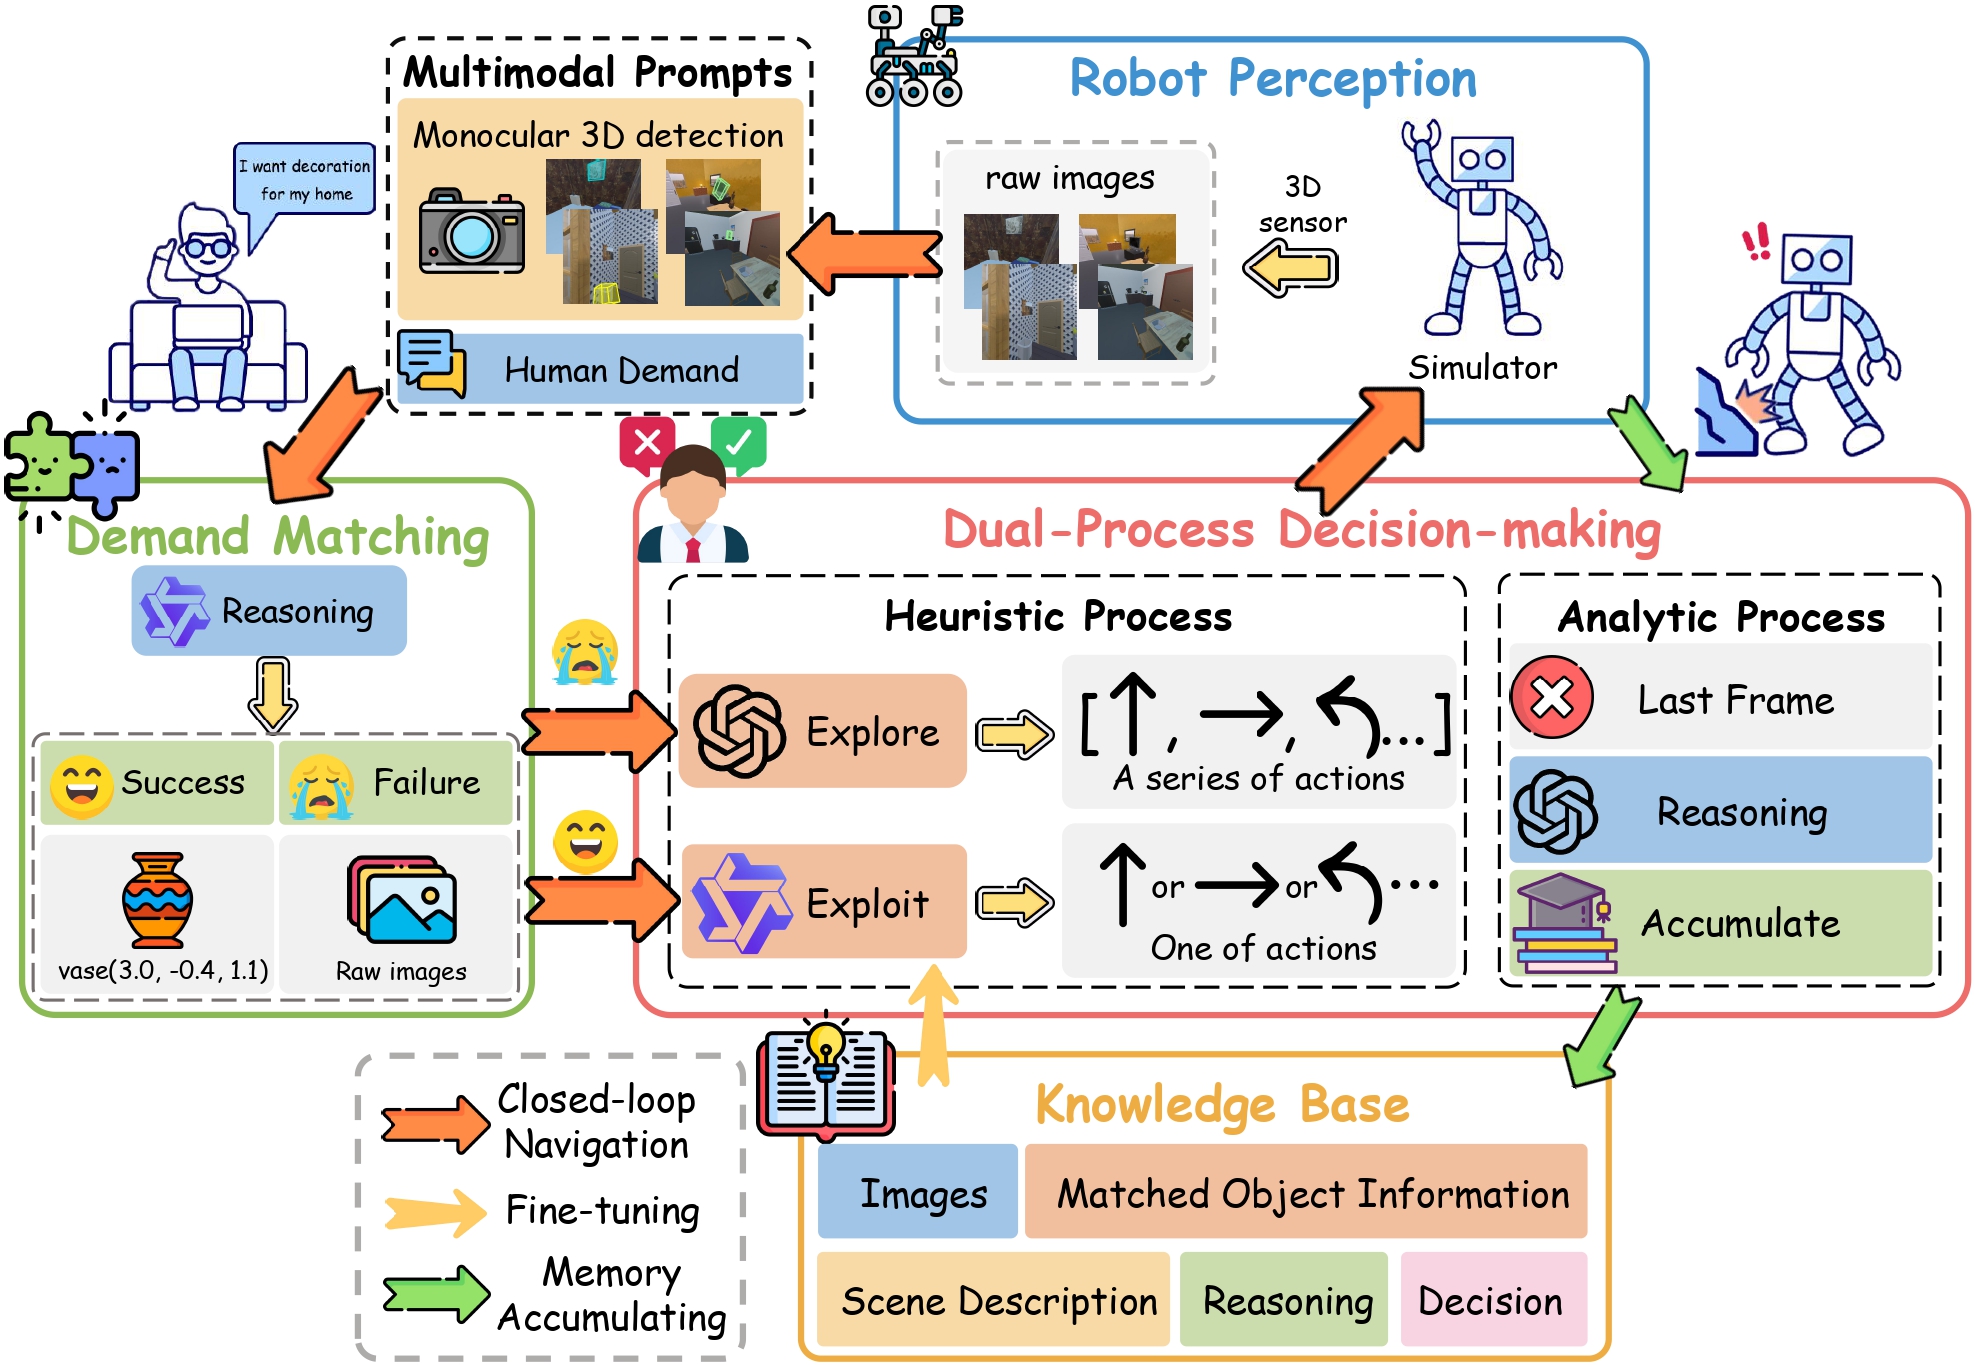 Multimodal Prompts
Monocular 3D detection
Human Demand
I want decoration
for my home
Robot Perception
raw images
3D
sensor
Simulator
Demand Matching
Reasoning
Success
Failure
vase(3.0, -0.4, 1.1)
Raw images
Dual-Process Decision-making
Heuristic Process
Explore
[ , , ... ]
A series of actions
Exploit
or or ...
One of actions
Analytic Process
Last Frame
Reasoning
Accumulate
Closed-loop
Navigation
Fine-tuning
Memory
Accumulating
Knowledge Base
Images
Matched Object Information
Scene Description
Reasoning
Decision